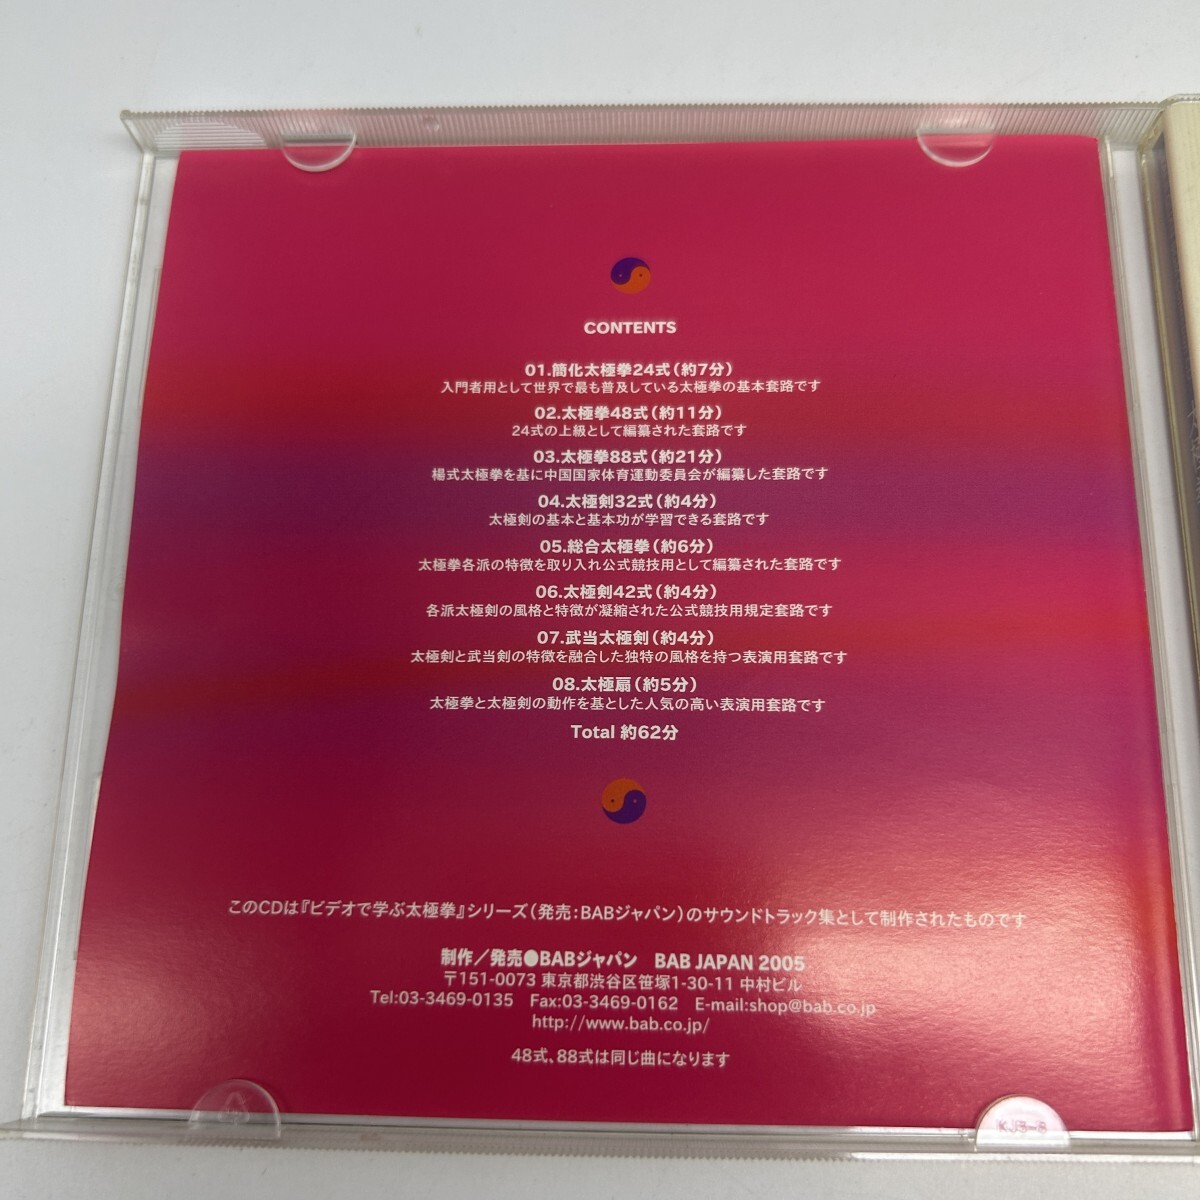 CONTENTS
01.簡化太極拳24式(約7分)
入門者用として世界で最も普及している太極拳の基本套路です
02.太極拳48式(約11分)
24式の上級として編纂された套路です
03.太極拳88式(約21分)
楊式太極拳を基に中国国家体育運動委員会が編纂した套路です
04.太極剣32式(約4分)
太極剣の基本と基本功が学習できる套路です
05.総合太極拳(約6分)
太極拳各派の特徴を取り入れ公式競技用として編纂された套路です
06.太極剣42式(約4分)
各派太極剣の風格と特徴が凝縮された公式競技用規定套路です
07.武当太極剣(約4分)
太極剣と武当剣の特徴を融合した独特の風格を持つ表演用套路です
08.太極扇(約5分)
太極拳と太極剣の動作を基とした人気の高い表演用套路です
Total 約62分
このCDは『ビデオで学ぶ太極拳』シリーズ(発売:BABジャパン)のサウンドトラック集として制作されたものです
制作/発売●BABジャパン BAB JAPAN 2005
〒151-0073 東京都渋谷区笹塚1-30-11 中村ビル
Tel:03-3469-0135 Fax:03-3469-0162 E-mail:shop@bab.co.jp
http://www.bab.co.jp/
48式、88式は同じ曲になります